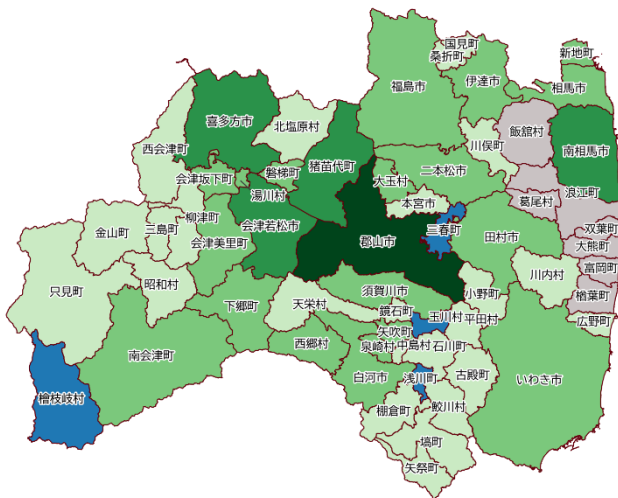 国見町
桑折町
新地町
伊達市
福島市
相馬市
喜多方市
北塩原村
飯舘村
川俣町
西会津町
猪苗代町
南相馬市
磐梯町
二本松市
会津坂下町
大玉村
浪江町
湯川村
葛尾村
本宮市
柳津町
会津若松市
三島町
金山町
三春町
双葉町
郡山市
田村市
会津美里町
大熊町
川内村
富岡町
昭和村
只見町
須賀川市
小野町
楢葉町
下郷町
天栄村
鏡石町
玉川村
平田村
広野町
矢吹町
西郷村
泉崎村
中島村
石川町
南会津町
白河市
浅川町
古殿町
いわき市
檜枝岐村
棚倉町
鮫川村
塙町
矢祭町